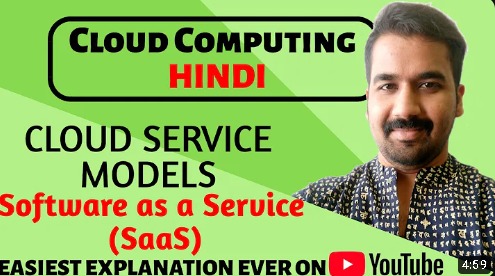 CLOUD COMPUTING
HINDI
CLOUD SERVICE
MODELS
Software as a Service
(SaaS)
EASIEST EXPLANATION EVER ON YouTube
4:59